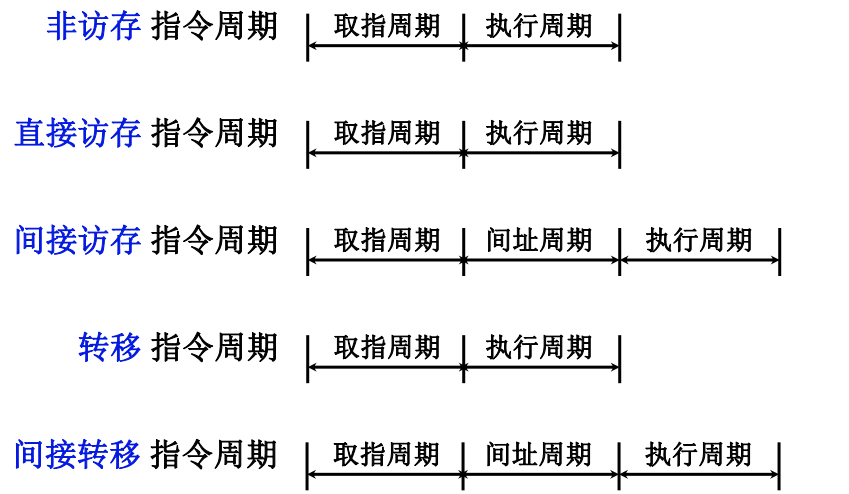 非访存 指令周期 取指周期 执行周期
直接访存 指令周期 取指周期 执行周期
间接访存 指令周期 取指周期 间址周期 执行周期
转移 指令周期 取指周期 执行周期
间接转移 指令周期 取指周期 间址周期 执行周期